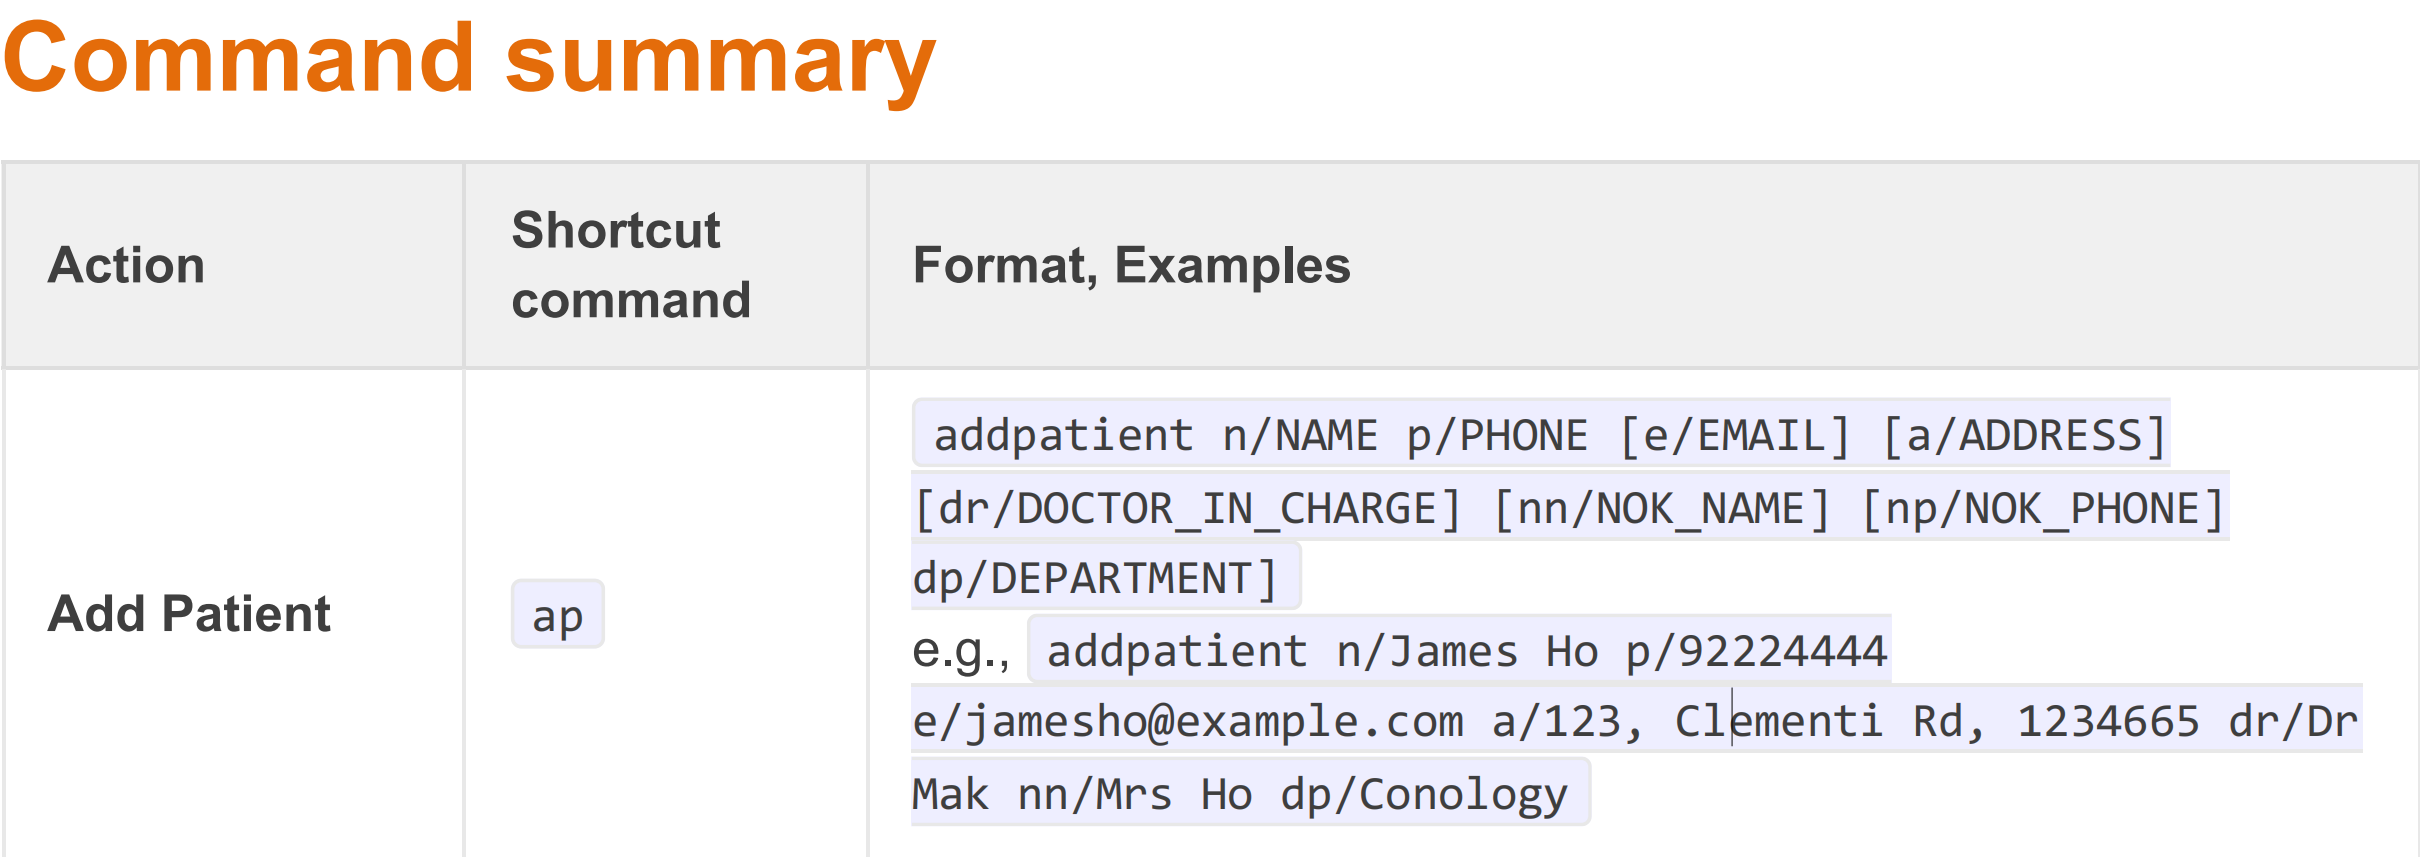 Command summary
Action
Shortcut
command
Format, Examples
Add Patient
ap
addpatient n/NAME p/PHONE [e/EMAIL] [a/ADDRESS]
[dr/DOCTOR_IN_CHARGE] [nn/NOK_NAME] [np/NOK_PHONE]
dp/DEPARTMENT]
e.g., addpatient n/James Ho p/92224444
e/jamesho@example.com a/123, Clementi Rd, 1234665 dr/Dr
Mak nn/Mrs Ho dp/Conology